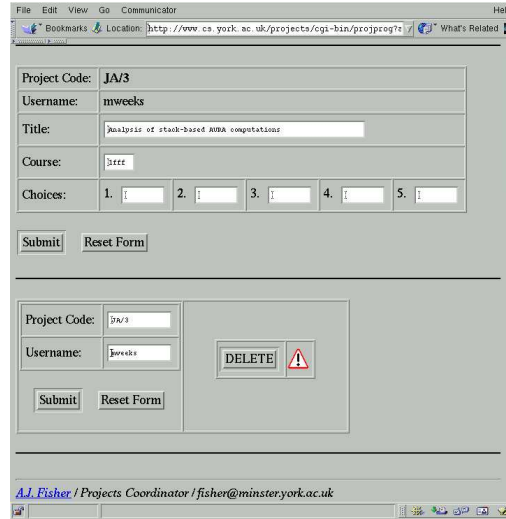 File Edit View Go Communicator Hel
Bookmarks Location: http://www.cs.york.ac.uk/projects/cgi-bin/projprog?s What's Related
Project Code: JA/3
Username: mweeks
Title: Analysis of stack-based AURA computations
Course: 3fff
Choices: 1. 2. 3. 4. 5.
Submit Reset Form
Project Code: JA/3
Username: mweeks
DELETE
Submit Reset Form
A.J. Fisher / Projects Coordinator / fisher@minster.york.ac.uk